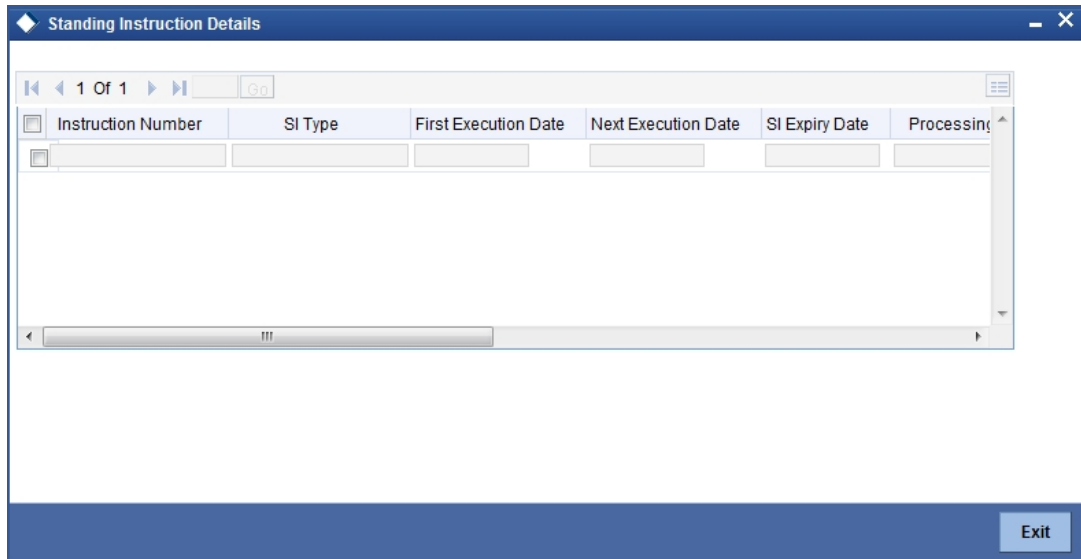 Standing Instruction Details
1 Of 1 Go
Instruction Number SI Type First Execution Date Next Execution Date SI Expiry Date Processing
Exit